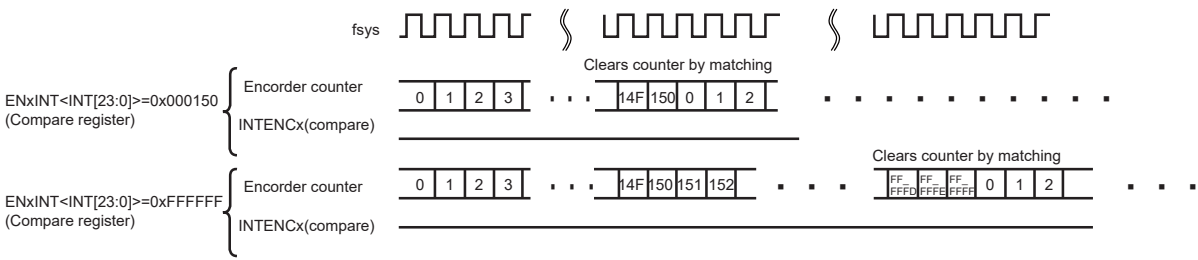 fsys
Clears counter by matching
ENxINT<INT[23:0]>=0x000150
(Compare register)
Encorder counter
0 1 2 3 14F 150 0 1 2
INTENCx(compare)
Clears counter by matching
ENxINT<INT[23:0]>=0xFFFFFF
(Compare register)
Encorder counter
0 1 2 3 14F 150 151 152 FF_FFFD FF_FFFE FF_FFFF 0 1 2
INTENCx(compare)